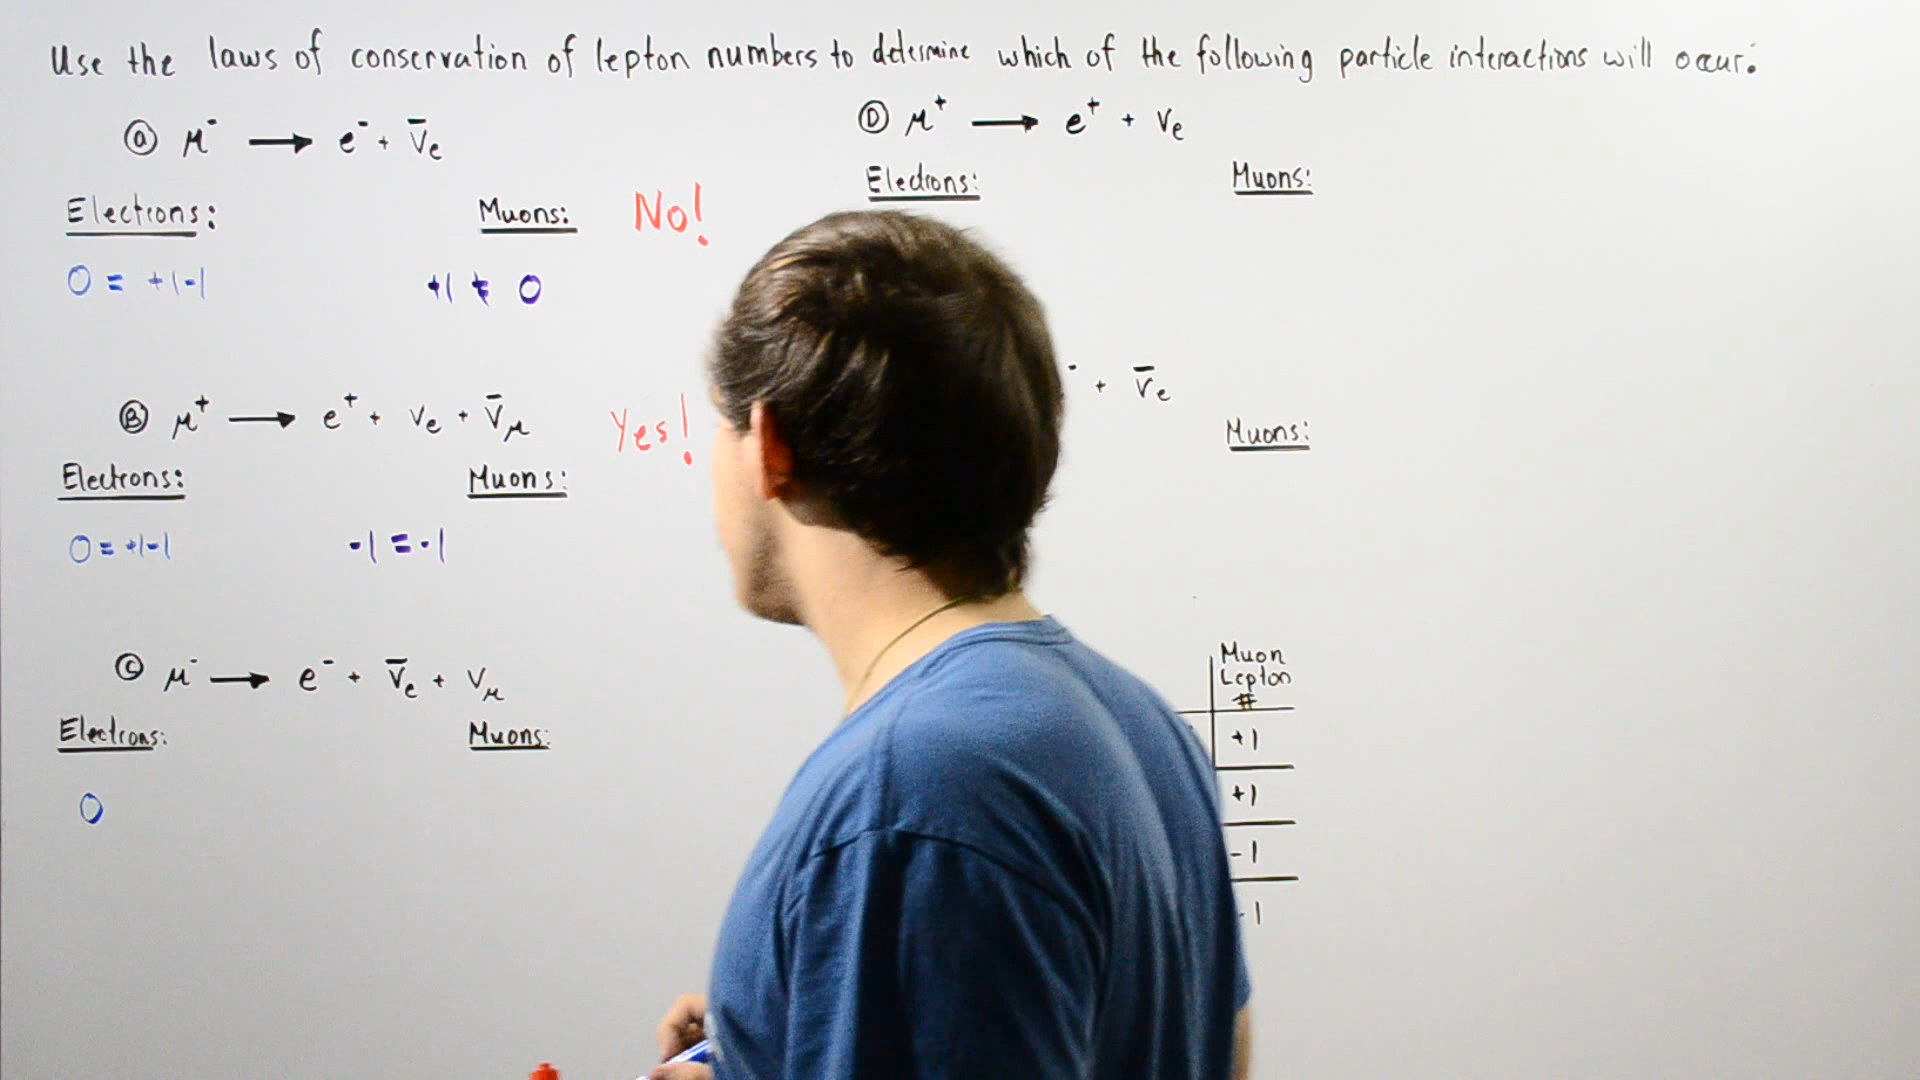 Use the laws of conservation of lepton numbers to determine which of the following particle interactions will occur:
Ⓐ μ⁻ → e⁻ + ν̄ₑ
Electrons: Muons: No!
0 = +1-1 +1 ≠ 0
Ⓑ μ⁺ → e⁺ + νₑ + ν̄μ Yes!
Electrons: Muons:
0 = +1-1 -1 = -1
Ⓒ μ⁻ → e⁻ + ν̄ₑ + νμ
Electrons: Muons:
0
Ⓓ μ⁺ → e⁺ + νₑ
Electrons: Muons:
⁻ + ν̄ₑ
Muons:
Muon
Lepton
#
+1
+1
-1
-1